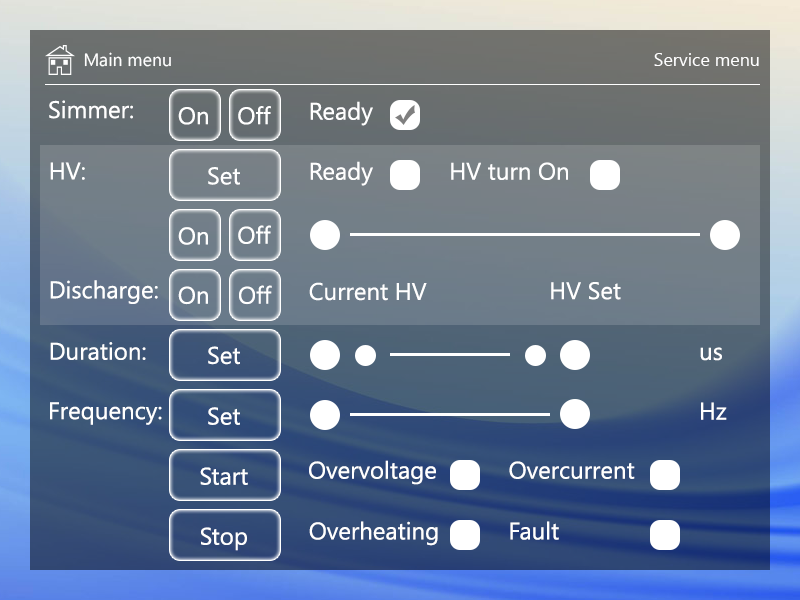 Main menu Service menu
Simmer: On Off Ready
HV: Set Ready HV turn On
On Off
Discharge: On Off Current HV HV Set
Duration: Set us
Frequency: Set Hz
Start Overvoltage Overcurrent
Stop Overheating Fault